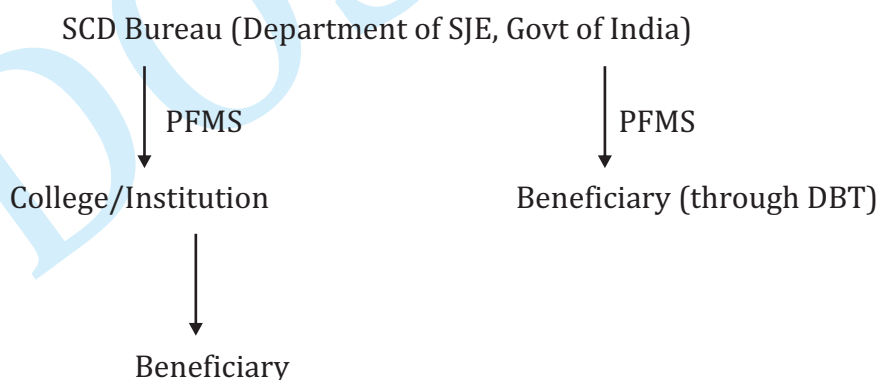 SCD Bureau (Department of SJE, Govt of India)
PFMS PFMS
College/Institution Beneficiary (through DBT)
Beneficiary